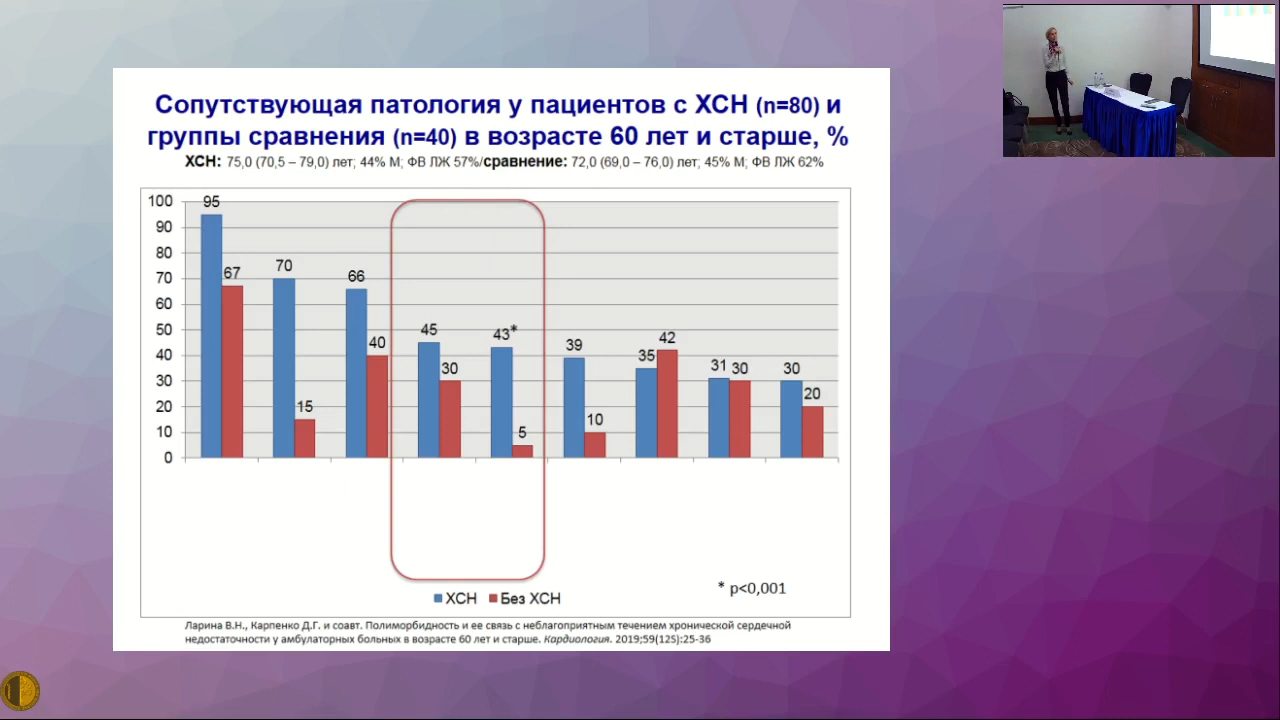 Сопутствующая патология у пациентов с ХСН (n=80) и
группы сравнения (n=40) в возрасте 60 лет и старше, %
ХСН: 75,0 (70,5 – 79,0) лет; 44% М; ФВ ЛЖ 57%/сравнение: 72,0 (69,0 – 76,0) лет; 45% М; ФВ ЛЖ 62%
100
90
80
70
60
50
40
30
20
10
0
95 67
70 15
66 40
45 30
43* 5
39 10
35 42
31 30
30 20
* p<0,001
ХСН Без ХСН
Ларина В.Н., Карпенко Д.Г. и соавт. Полиморбидность и ее связь с неблагоприятным течением хронической сердечной
недостаточности у амбулаторных больных в возрасте 60 лет и старше. Кардиология. 2019;59(12S):25-36